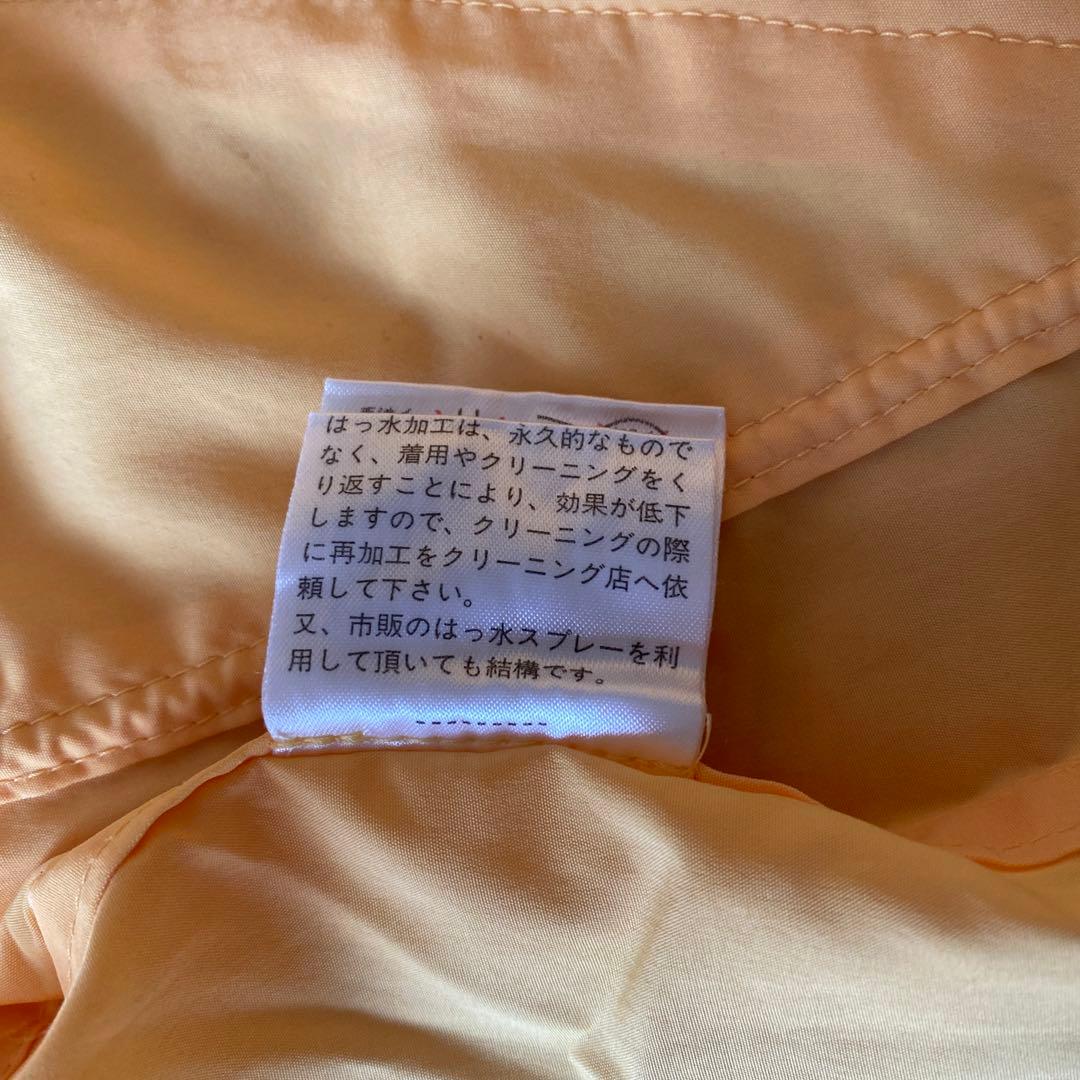 はっ水加工は、永久的なもので
なく、着用やクリーニングをく
り返すことにより、効果が低下
しますので、クリーニングの際
に再加工をクリーニング店へ依
頼して下さい。
又、市販のはっ水スプレーを利
用して頂いても結構です。